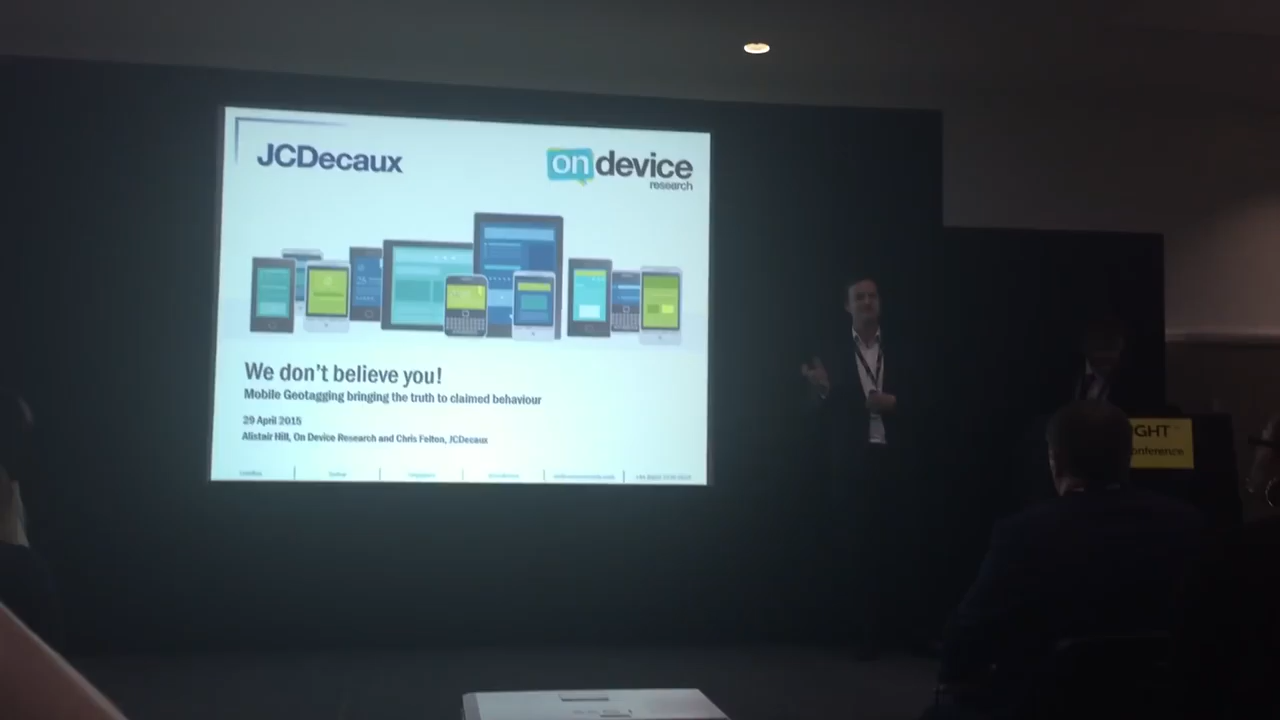 JCDecaux
on device
research
We don't believe you!
Mobile Geotagging bringing the truth to claimed behaviour
29 April 2015
Alistair Hill, On Device Research and Chris Felton, JCDecaux
GHT
onference